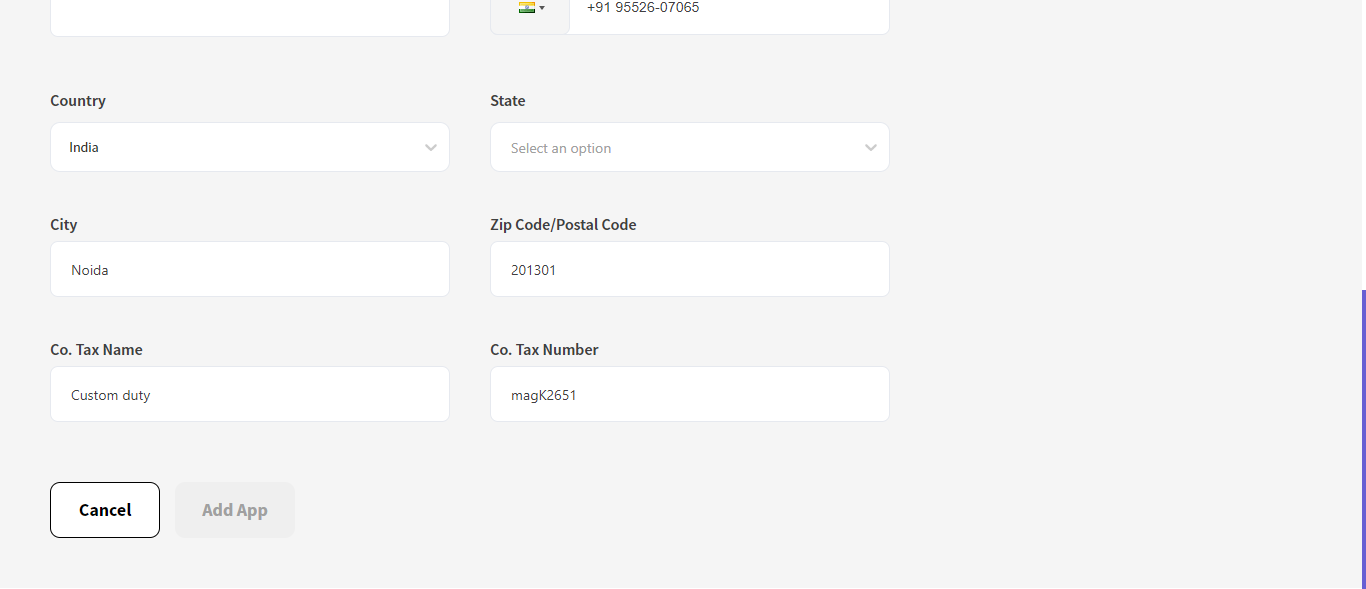 +91 95526-07065
Country
State
India
Select an option
City
Zip Code/Postal Code
Noida
201301
Co. Tax Name
Co. Tax Number
Custom duty
magK2651
Cancel
Add App